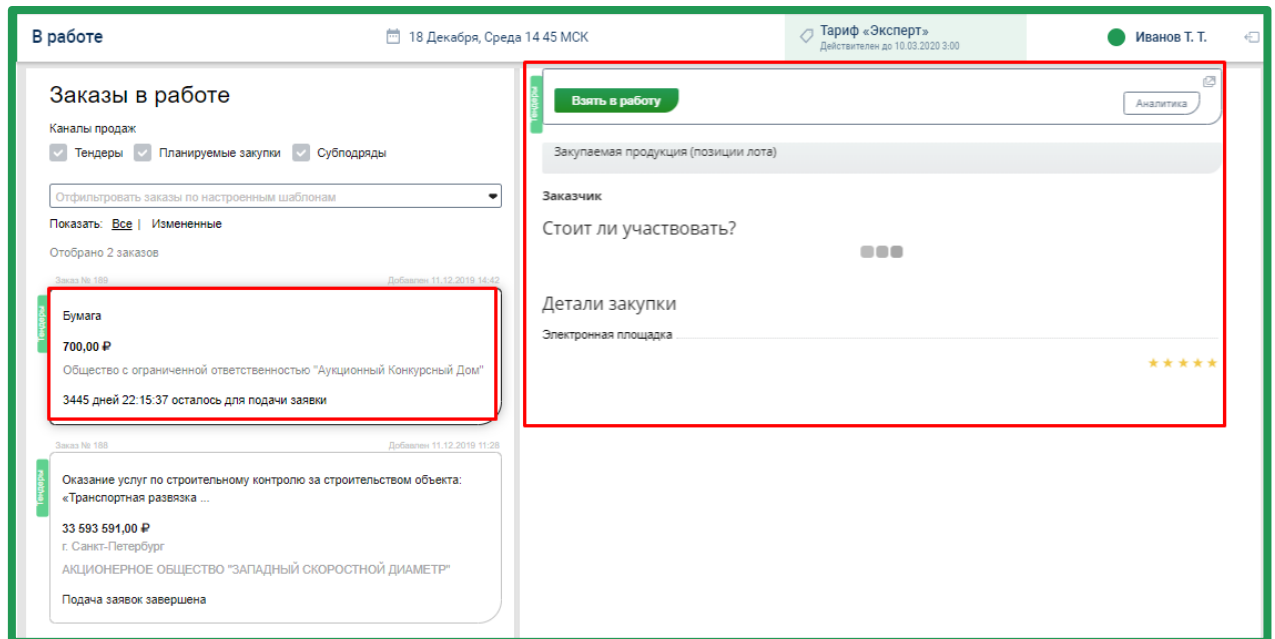 В работе
18 Декабря, Среда 14 45 МСК
Тариф «Эксперт»
Действителен до 10.03.2020 3:00
Иванов Т. Т.
Заказы в работе
Каналы продаж
Тендеры
Планируемые закупки
Субподряды
Отфильтровать заказы по настроенным шаблонам
Показать: Все | Измененные
Отобрано 2 заказов
Заказ № 189
Добавлен 11.12.2019 14:42
Тендеры
Бумага
700,00 ₽
Общество с ограниченной ответственностью "Аукционный Конкурсный Дом"
3445 дней 22:15:37 осталось для подачи заявки
Заказ № 188
Добавлен 11.12.2019 11:28
Тендеры
Оказание услуг по строительному контролю за строительством объекта:
«Транспортная развязка ...
33 593 591,00 ₽
г. Санкт-Петербург
АКЦИОНЕРНОЕ ОБЩЕСТВО "ЗАПАДНЫЙ СКОРОСТНОЙ ДИАМЕТР"
Подача заявок завершена
Тендеры
Взять в работу
Аналитика
Закупаемая продукция (позиции лота)
Заказчик
Стоит ли участвовать?
Детали закупки
Электронная площадка